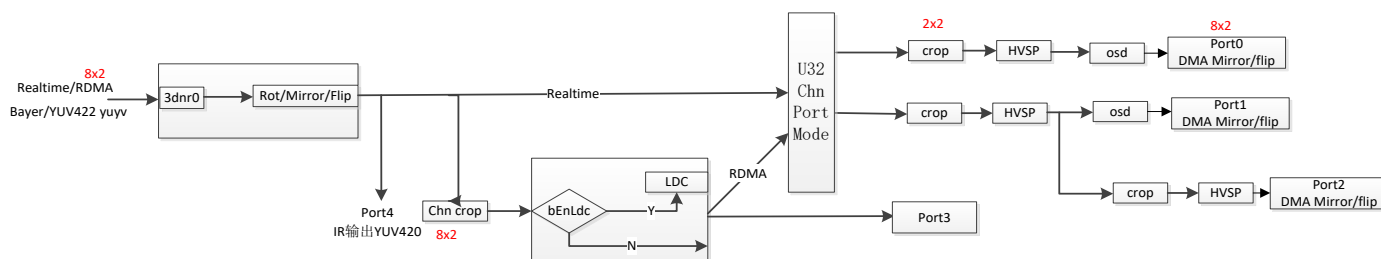 8x2
Realtime/RDMA
Bayer/YUV422 yuyv
3dnr0
Rot/Mirror/Flip
Realtime
Port4
IR输出YUV420
Chn crop
8x2
bEnLdc
Y
LDC
N
RDMA
Port3
U32
Chn
Port
Mode
2x2
crop
HVSP
osd
8x2
Port0
DMA Mirror/flip
crop
HVSP
osd
Port1
DMA Mirror/flip
crop
HVSP
Port2
DMA Mirror/flip